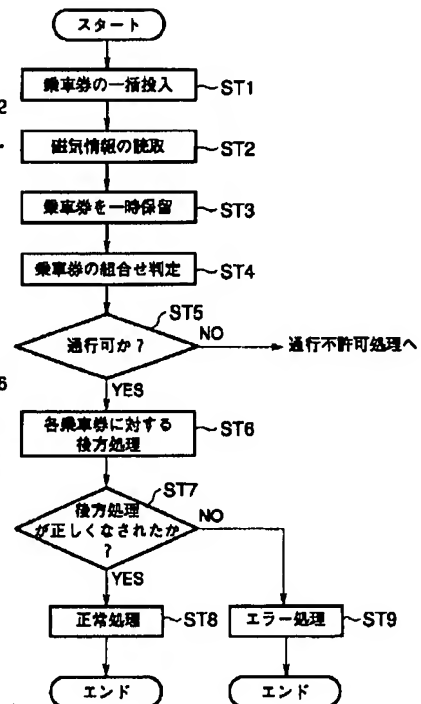 スタート
乗車券の一括投入 ST1
2
磁気情報の読取 ST2
乗車券を一時保留 ST3
乗車券の組合せ判定 ST4
ST5
通行可か? NO 通行不許可処理へ
6
YES
各乗車券に対する
後方処理
ST6
ST7
後方処理
が正しくなされたか
?
NO
YES
正常処理 ST8 エラー処理 ST9
エンド エンド